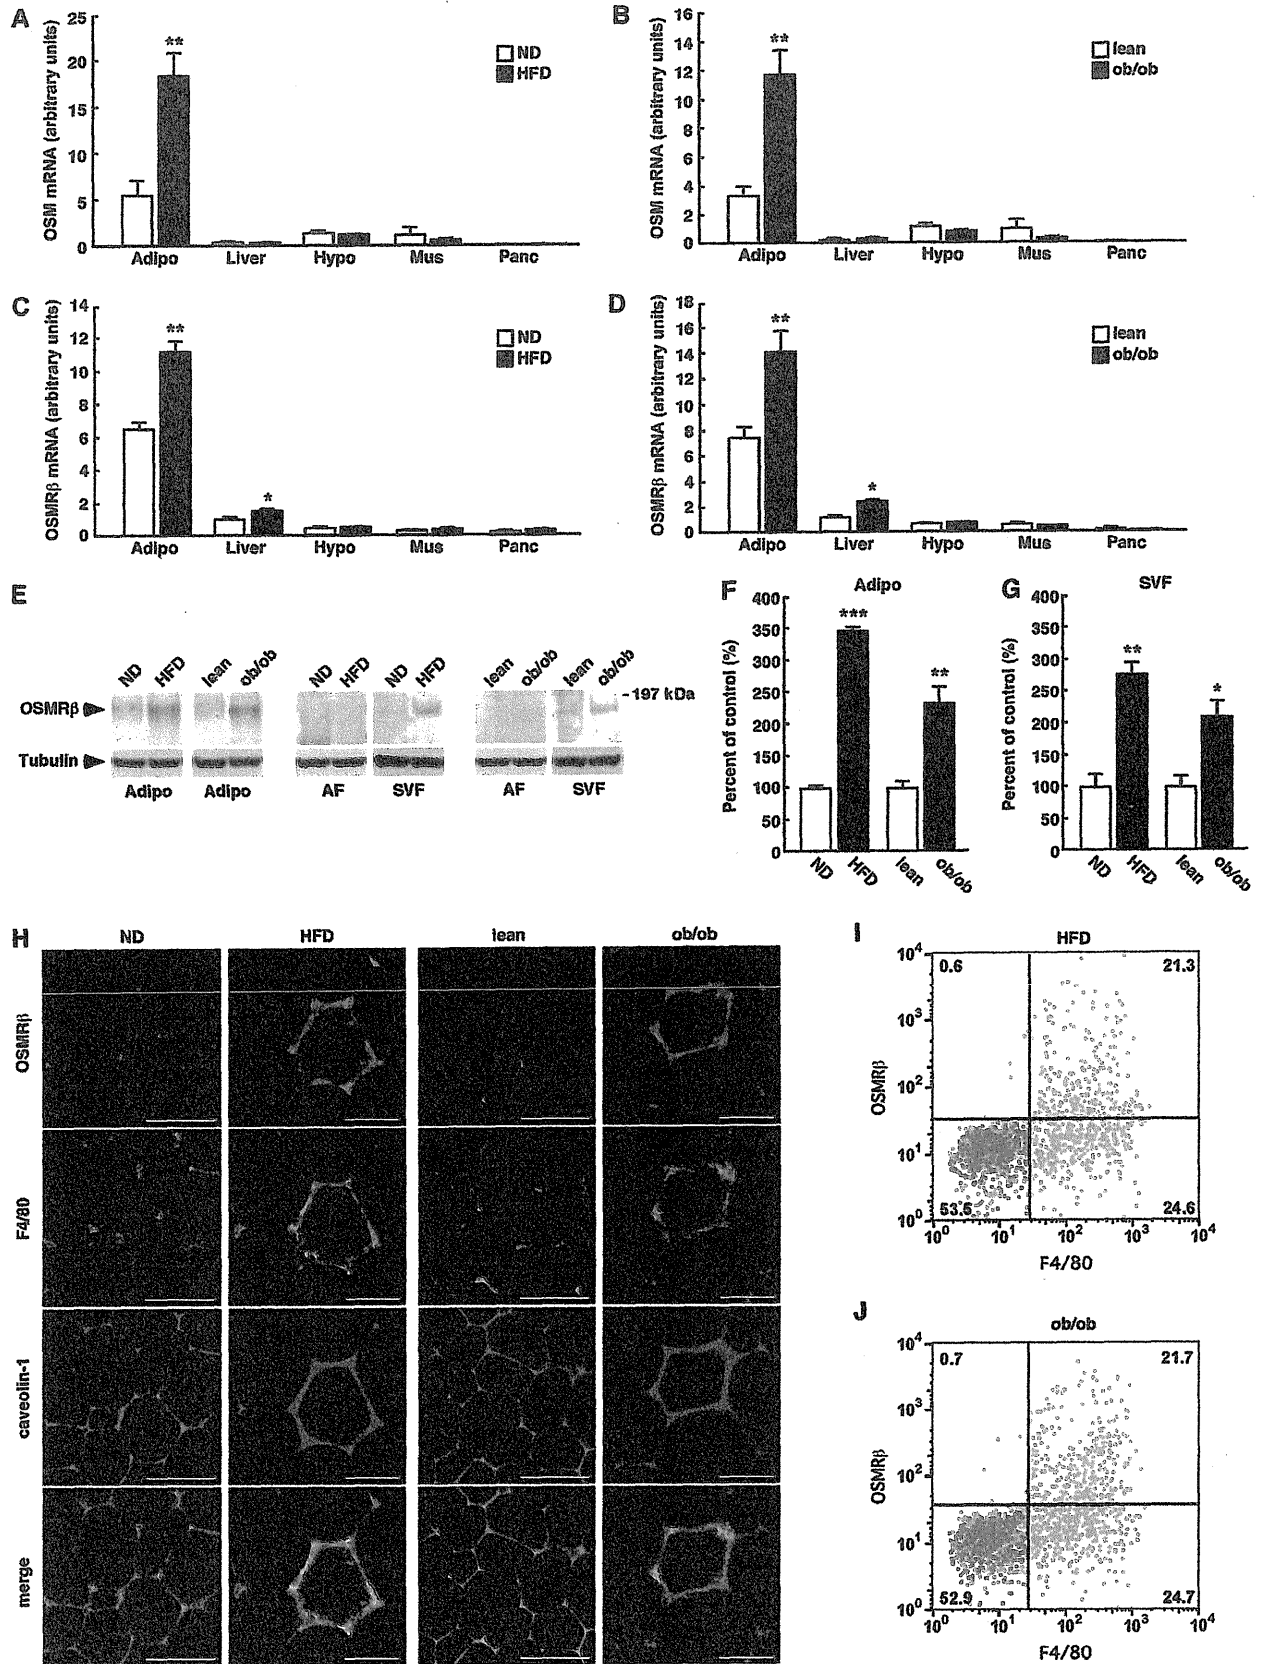 A
OSM mRNA (arbitrary units)
25
20
15
10
5
0
**
ND
HFD
Adipo Liver Hypo Mus Panc
B
OSM mRNA (arbitrary units)
16
14
12
10
8
6
4
2
0
**
lean
ob/ob
Adipo Liver Hypo Mus Panc
C
OSMRβ mRNA (arbitrary units)
14
12
10
8
6
4
2
0
**
*
ND
HFD
Adipo Liver Hypo Mus Panc
D
OSMRβ mRNA (arbitrary units)
18
16
14
12
10
8
6
4
2
0
**
*
lean
ob/ob
Adipo Liver Hypo Mus Panc
E
ND HFD lean ob/ob ND HFD ND HFD lean ob/ob lean ob/ob
-197 kDa
OSMRβ
Tubulin
Adipo Adipo AF SVF AF SVF
F
Adipo
Percent of control (%)
400
350
300
250
200
150
100
50
0
***
**
ND HFD lean ob/ob
G
SVF
Percent of control (%)
400
350
300
250
200
150
100
50
0
**
*
ND HFD lean ob/ob
H
ND HFD lean ob/ob
OSMRβ
F4/80
caveolin-1
merge
I
HFD
OSMRβ
10⁴
10³
10²
10¹
10⁰
0.6 21.3
53.5 24.6
10⁰ 10¹ 10² 10³ 10⁴
F4/80
J
ob/ob
OSMRβ
10⁴
10³
10²
10¹
10⁰
0.7 21.7
52.9 24.7
10⁰ 10¹ 10² 10³ 10⁴
F4/80